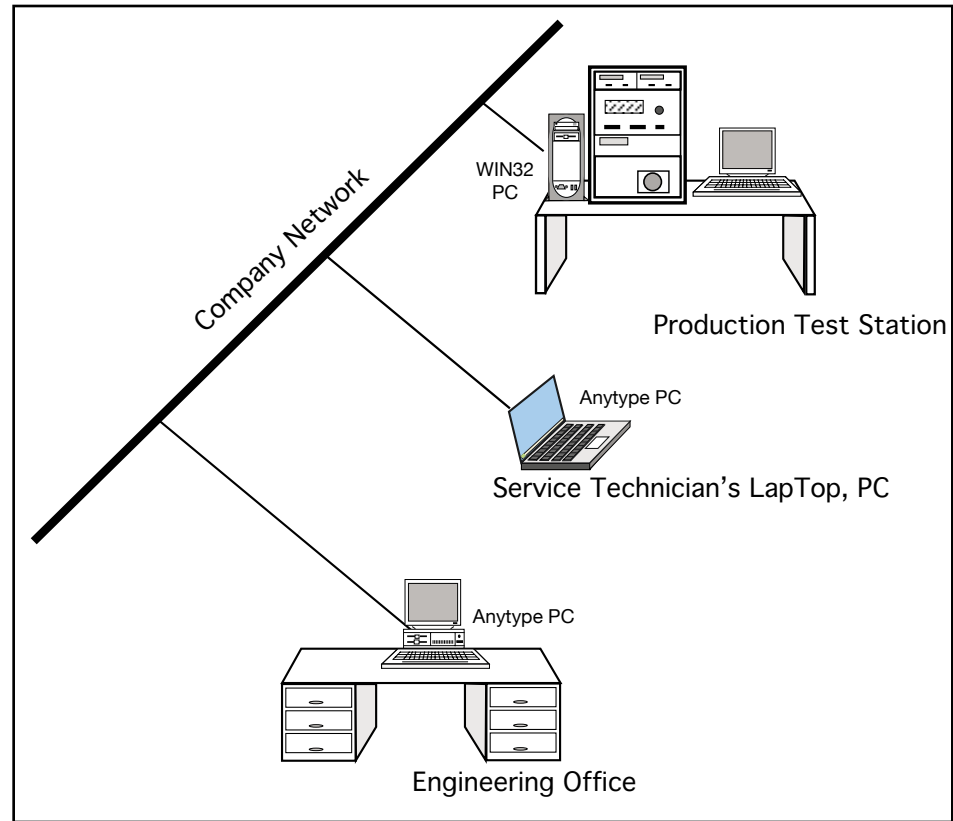 WIN32
PC
Company Network
Production Test Station
Anytype PC
Service Technician's LapTop, PC
Anytype PC
Engineering Office